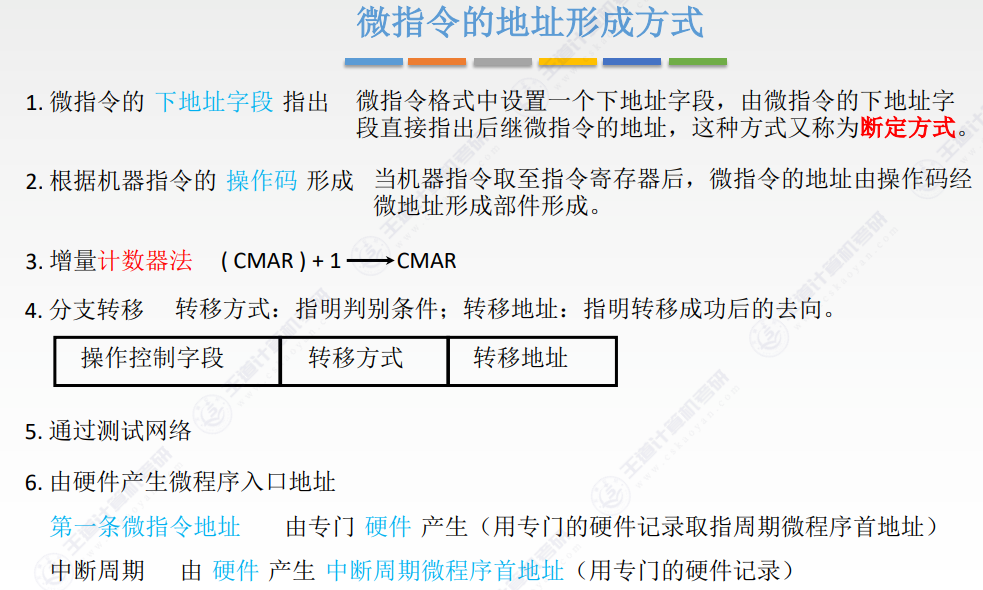 微指令的地址形成方式
1. 微指令的 下地址字段 指出 微指令格式中设置一个下地址字段，由微指令的下地址字
段直接指出后继微指令的地址，这种方式又称为断定方式。
2. 根据机器指令的 操作码 形成 当机器指令取至指令寄存器后，微指令的地址由操作码经
微地址形成部件形成。
3. 增量计数器法 ( CMAR ) + 1 → CMAR
4. 分支转移 转移方式：指明判别条件；转移地址：指明转移成功后的去向。
操作控制字段 转移方式 转移地址
5. 通过测试网络
6. 由硬件产生微程序入口地址
第一条微指令地址 由专门 硬件 产生（用专门的硬件记录取指周期微程序首地址）
中断周期 由 硬件 产生 中断周期微程序首地址（用专门的硬件记录）